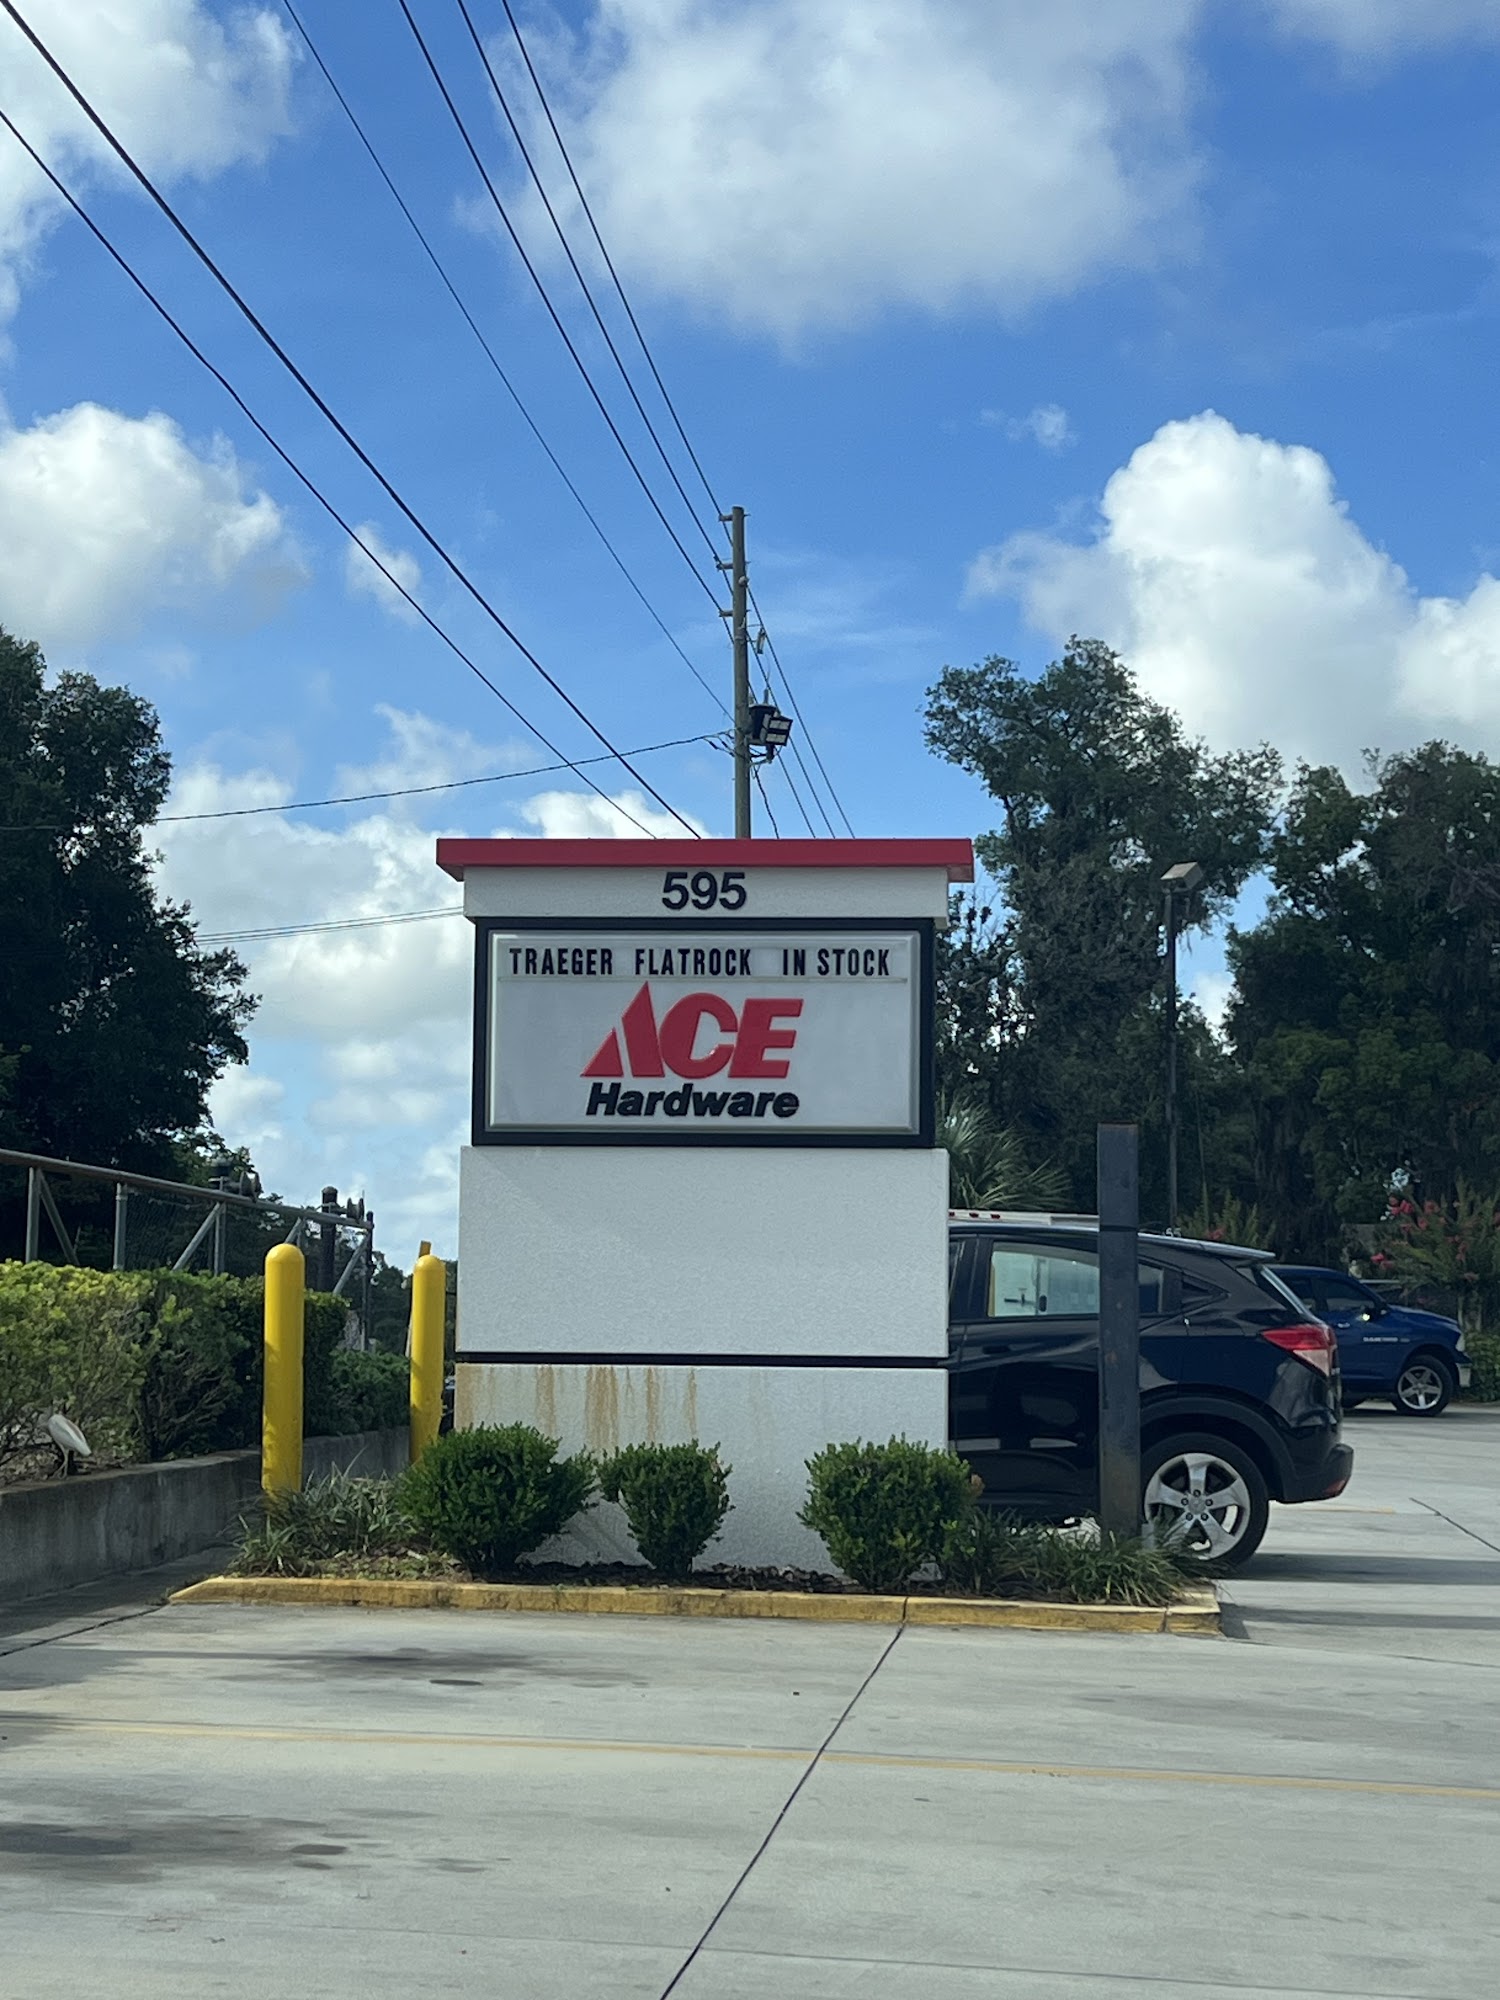 595
TRAEGER FLATROCK IN STOCK
ACE
Hardware